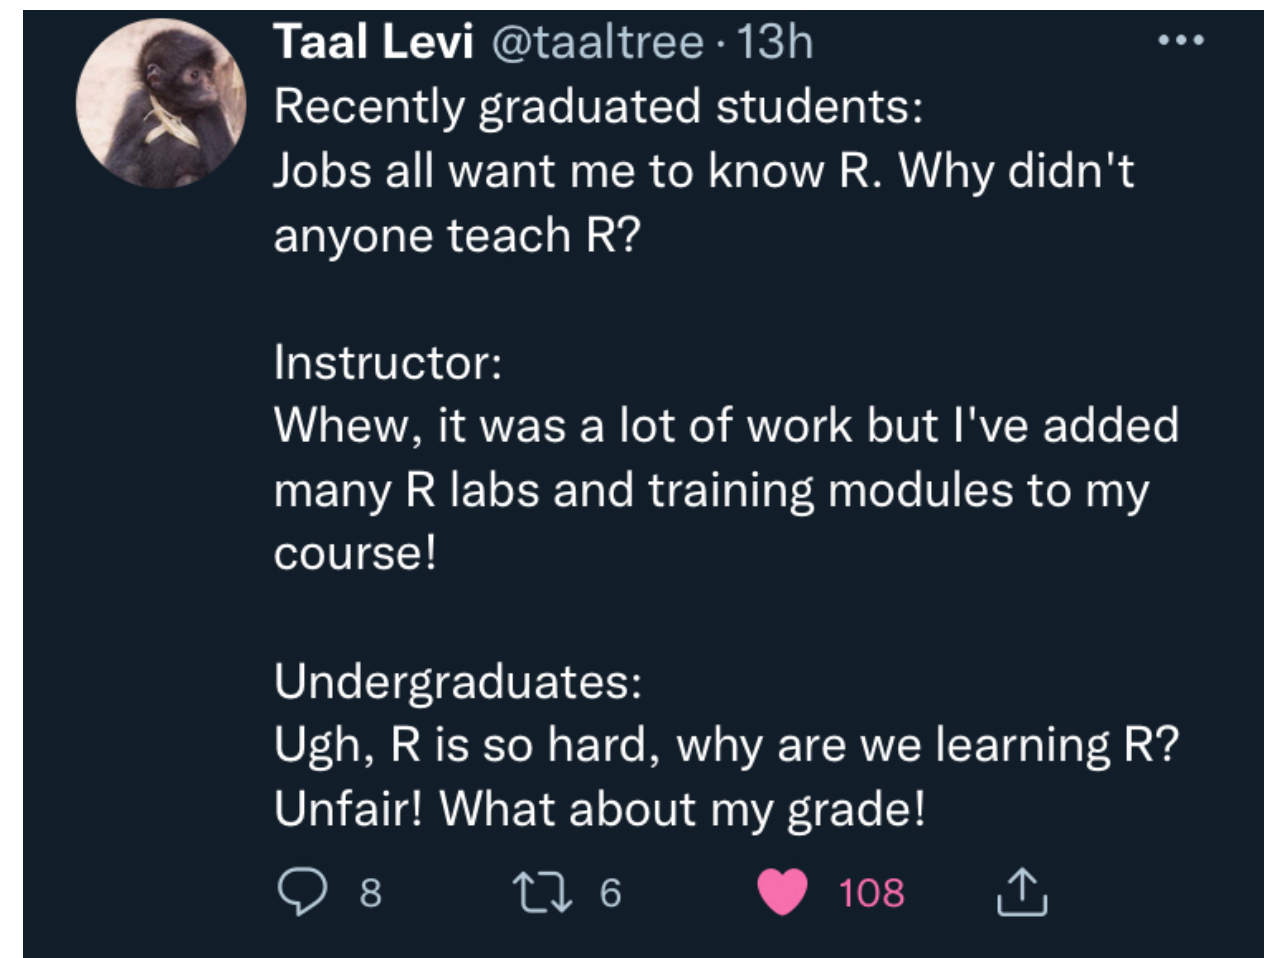 Taal Levi @taaltree · 13h
Recently graduated students:
Jobs all want me to know R. Why didn't
anyone teach R?
Instructor:
Whew, it was a lot of work but I've added
many R labs and training modules to my
course!
Undergraduates:
Ugh, R is so hard, why are we learning R?
Unfair! What about my grade!
8 6 108